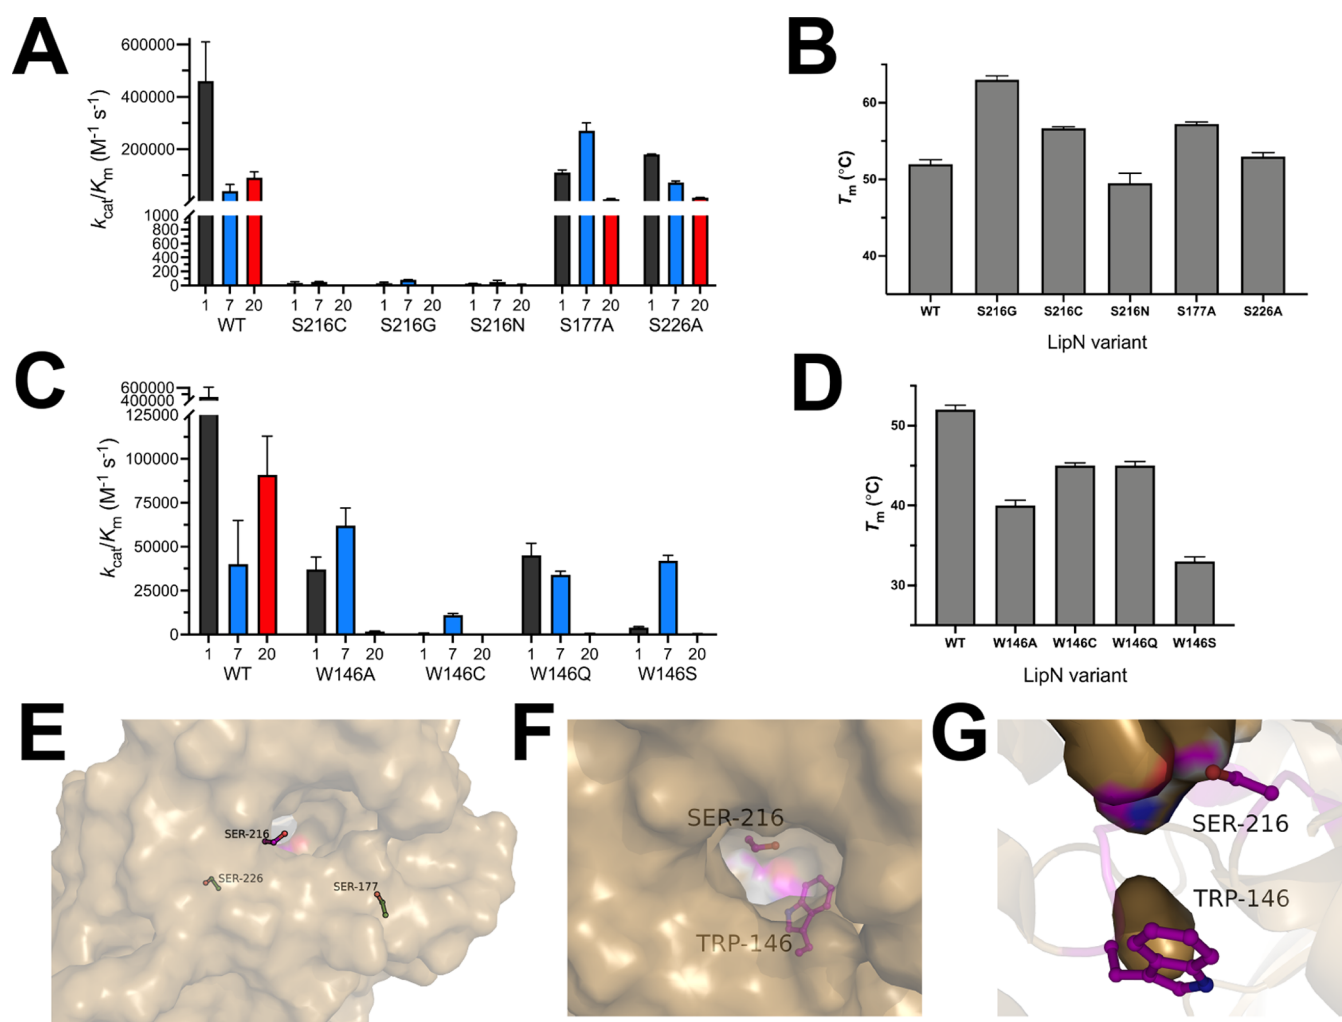 A
600000
400000
200000
1000
800
600
400
200
0
kcat/Km (M-1 s-1)
1 7 20 1 7 20 1 7 20 1 7 20 1 7 20 1 7 20
WT S216C S216G S216N S177A S226A
B
60
50
40
Tm (°C)
WT S216G S216C S216N S177A S226A
LipN variant
C
600000
400000
125000
100000
75000
50000
25000
0
kcat/Km (M-1 s-1)
1 7 20 1 7 20 1 7 20 1 7 20 1 7 20
WT W146A W146C W146Q W146S
D
50
40
30
Tm (°C)
WT W146A W146C W146Q W146S
LipN variant
E
SER-216
SER-226
SER-177
F
SER-216
TRP-146
G
SER-216
TRP-146